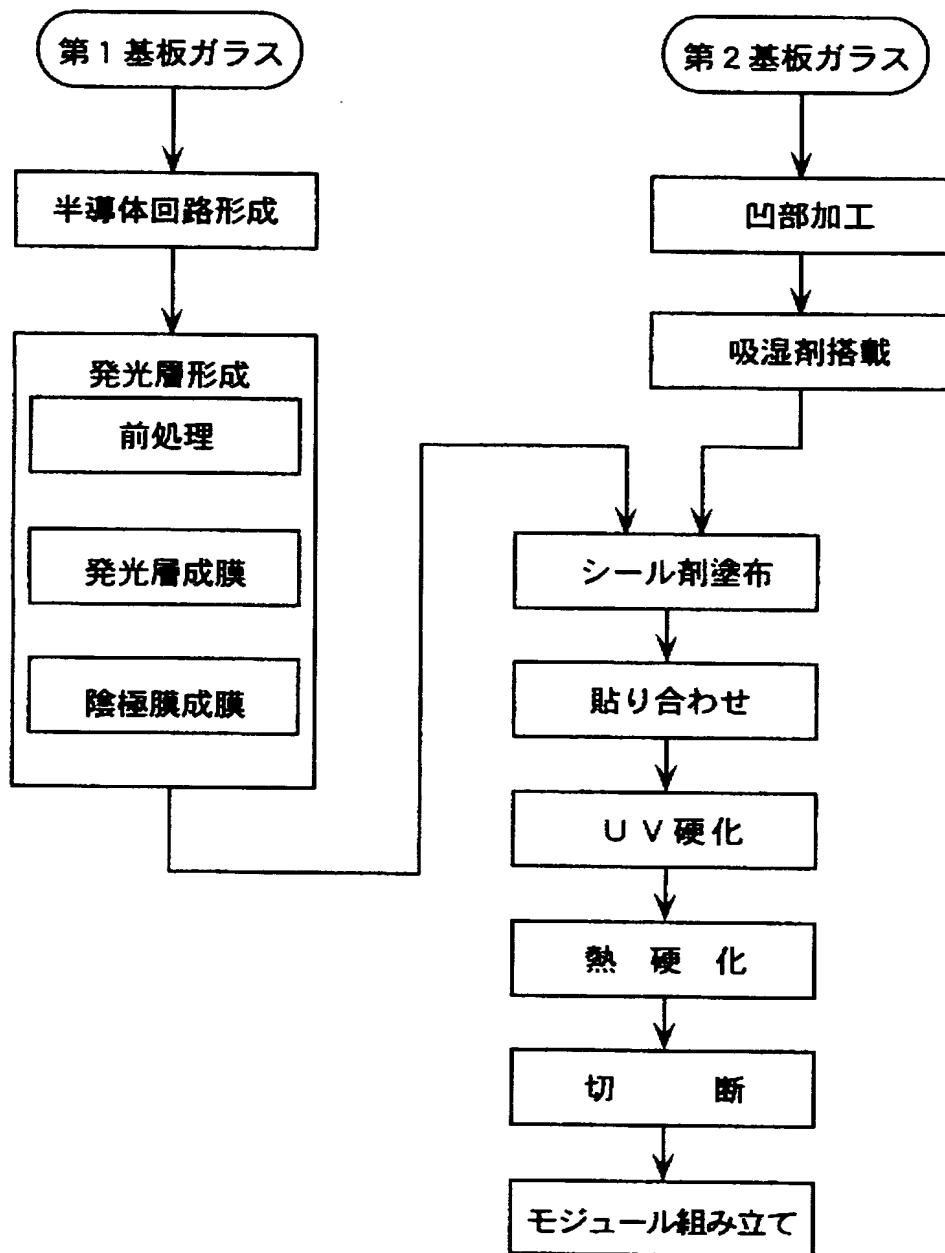 第1基板ガラス
半導体回路形成
発光層形成
前処理
発光層成膜
陰極膜成膜
第2基板ガラス
凹部加工
吸湿剤搭載
シール剤塗布
貼り合わせ
UV硬化
熱硬化
切断
モジュール組み立て